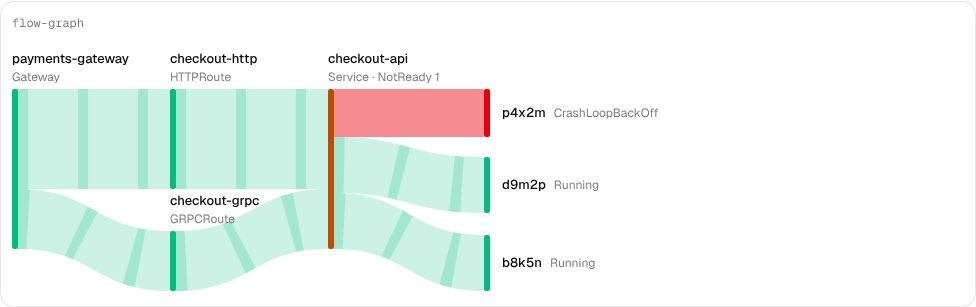 flow-graph
payments-gateway
Gateway
checkout-http
HTTPRoute
checkout-api
Service · NotReady 1
p4x2m CrashLoopBackOff
d9m2p Running
checkout-grpc
GRPCRoute
b8k5n Running